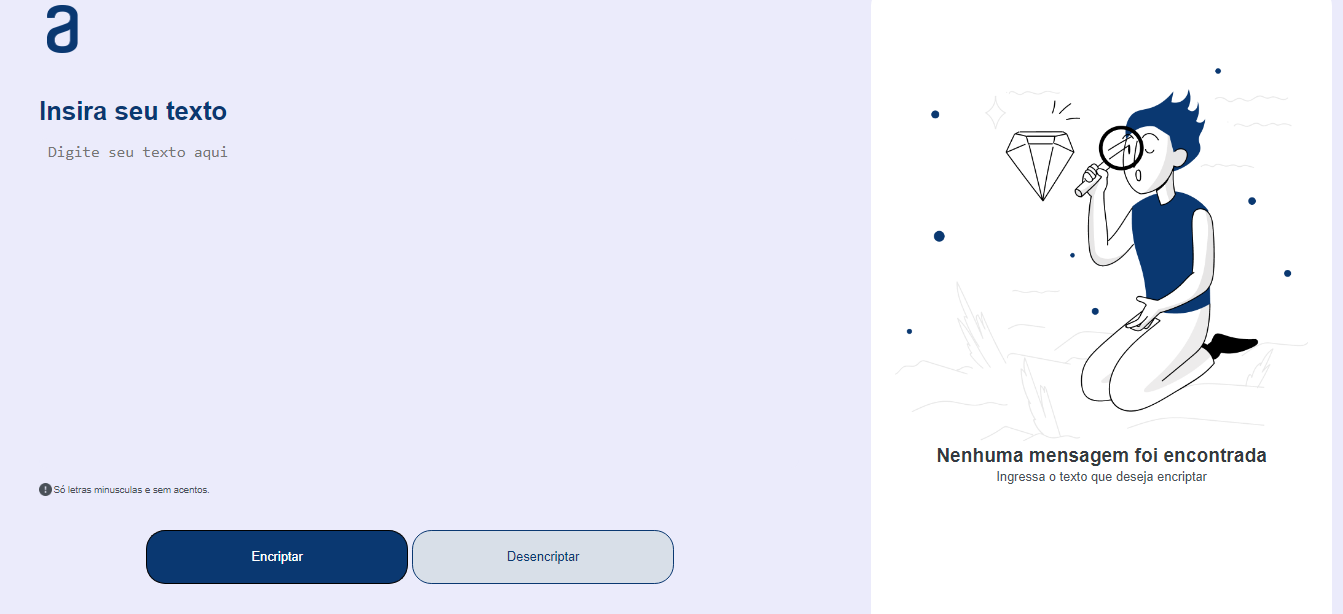 a
Insira seu texto
Digite seu texto aqui
! Só letras minusculas e sem acentos.
Encriptar
Desencriptar
Nenhuma mensagem foi encontrada
Ingressa o texto que deseja encriptar